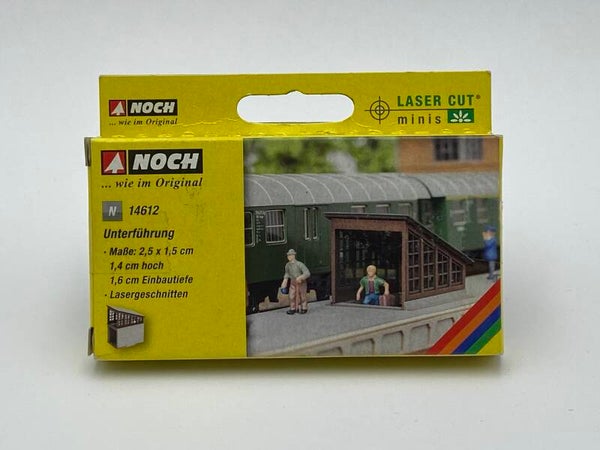 NOCH
... wie im Original
LASER CUT®
minis
NOCH
... wie im Original
N 14612
Unterführung
• Maße: 2,5 x 1,5 cm
1,4 cm hoch
1,6 cm Einbautiefe
• Lasergeschnitten